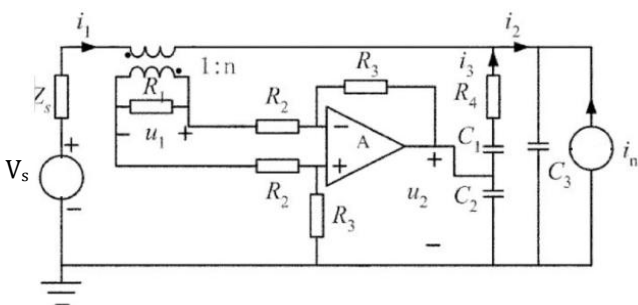 i₁
i₂
1:n
R₁
R₃
i₃
R₄
Zₛ
R₂
−
u₁
+
−
A
+
C₁
+
Vₛ
+
−
R₂
R₃
u₂
−
C₂
C₃
iₙ